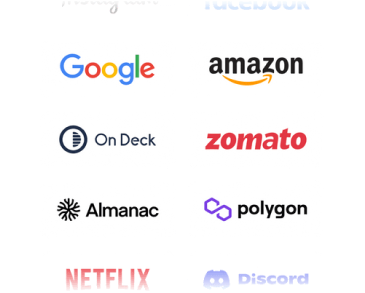 facebook
Google
amazon
On Deck
zomato
Almanac
polygon
NETFLIX
Discord